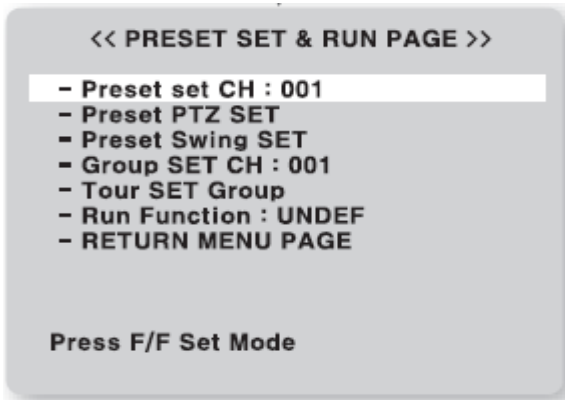 << PRESET SET & RUN PAGE >>
- Preset set CH : 001
- Preset PTZ SET
- Preset Swing SET
- Group SET CH : 001
- Tour SET Group
- Run Function : UNDEF
- RETURN MENU PAGE
Press F/F Set Mode